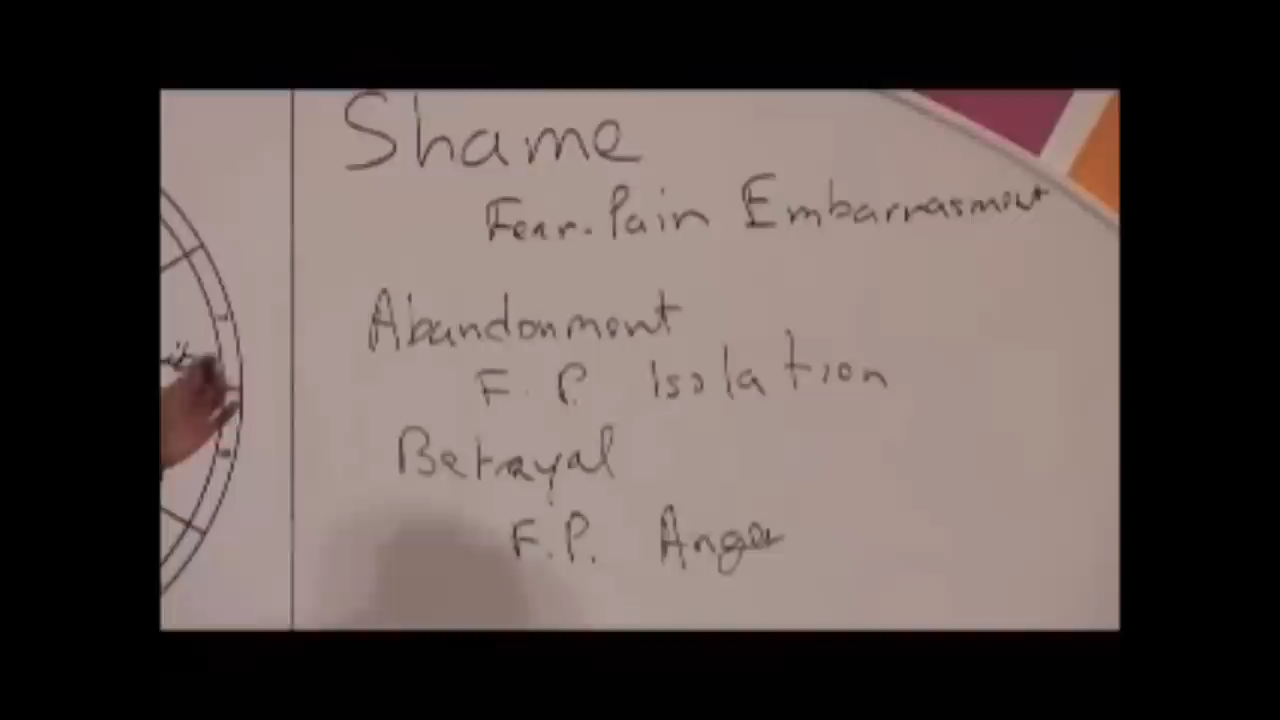 Shame
Fear. Pain Embarrasment
Abandonment
F. P. Isolation
Betrayal
F. P. Anger